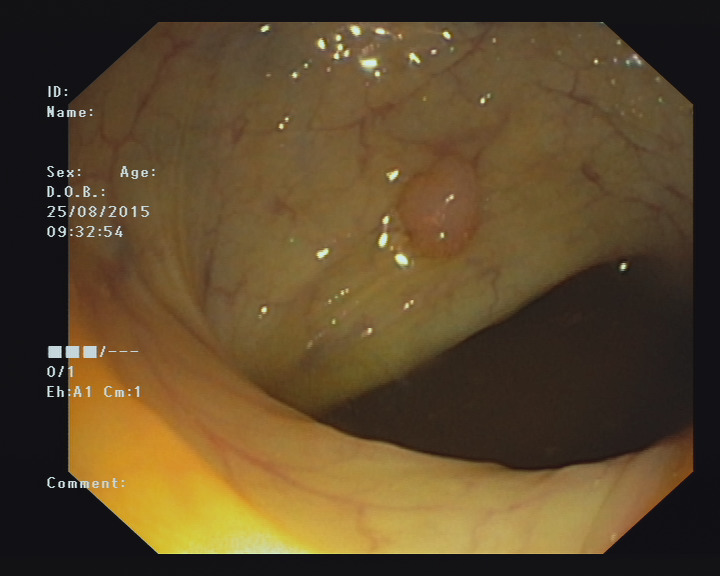 ID:
Name:
Sex: Age:
D.O.B.:
25/08/2015
09:32:54
■■■/---
0/1
Eh:A1 Cm:1
Comment: